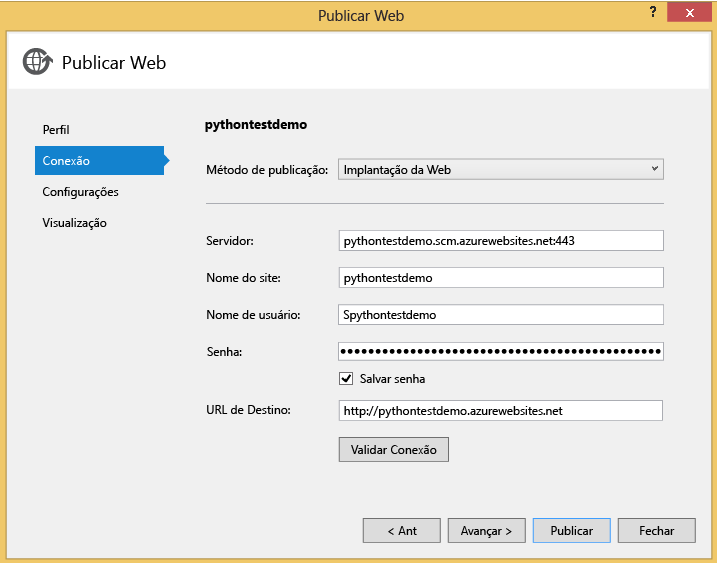 Publicar Web
?
x
Publicar Web
Perfil
Conexão
Configurações
Visualização
pythontestdemo
Método de publicação: Implantação da Web
Servidor: pythontestdemo.scm.azurewebsites.net:443
Nome do site: pythontestdemo
Nome de usuário: Spythontestdemo
Senha: ••••••••••••••••••••••••••••••••••••••••••••••
Salvar senha
URL de Destino: http://pythontestdemo.azurewebsites.net
Validar Conexão
< Ant
Avançar >
Publicar
Fechar